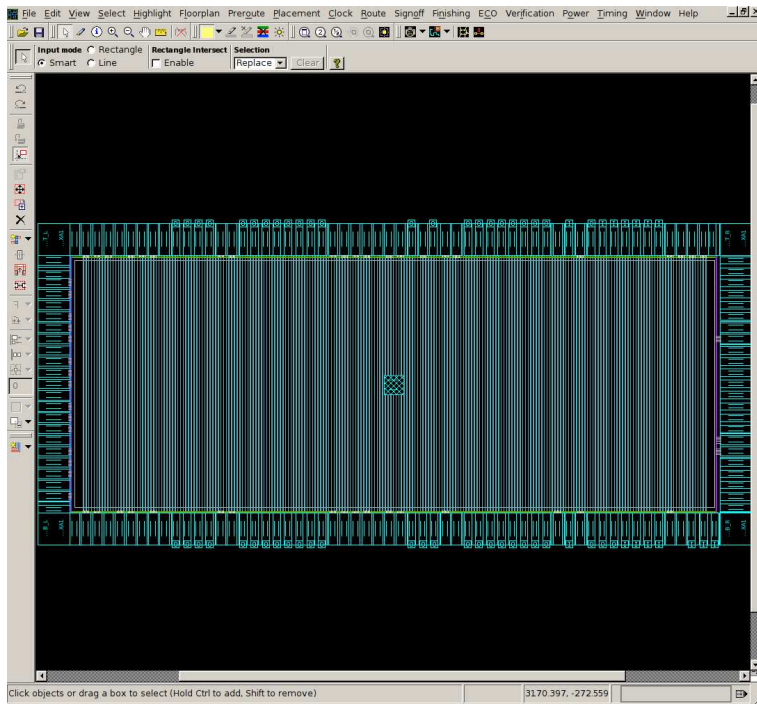 File Edit View Select Highlight Floorplan Preroute Placement Clock Route Signoff Finishing ECO Verification Power Timing Window Help
Input mode Rectangle Rectangle Intersect Selection
Smart Line Enable Replace Clear
0
Click objects or drag a box to select (Hold Ctrl to add, Shift to remove) 3170.397, -272.559